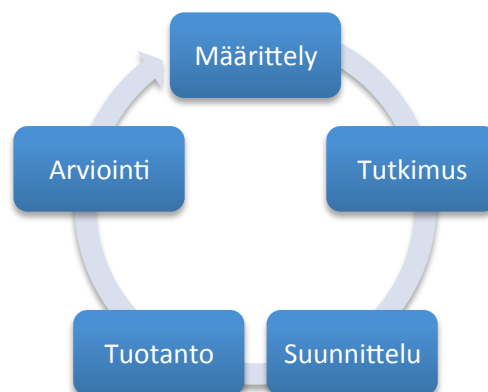 Määrittely
Tutkimus
Suunnittelu
Tuotanto
Arviointi